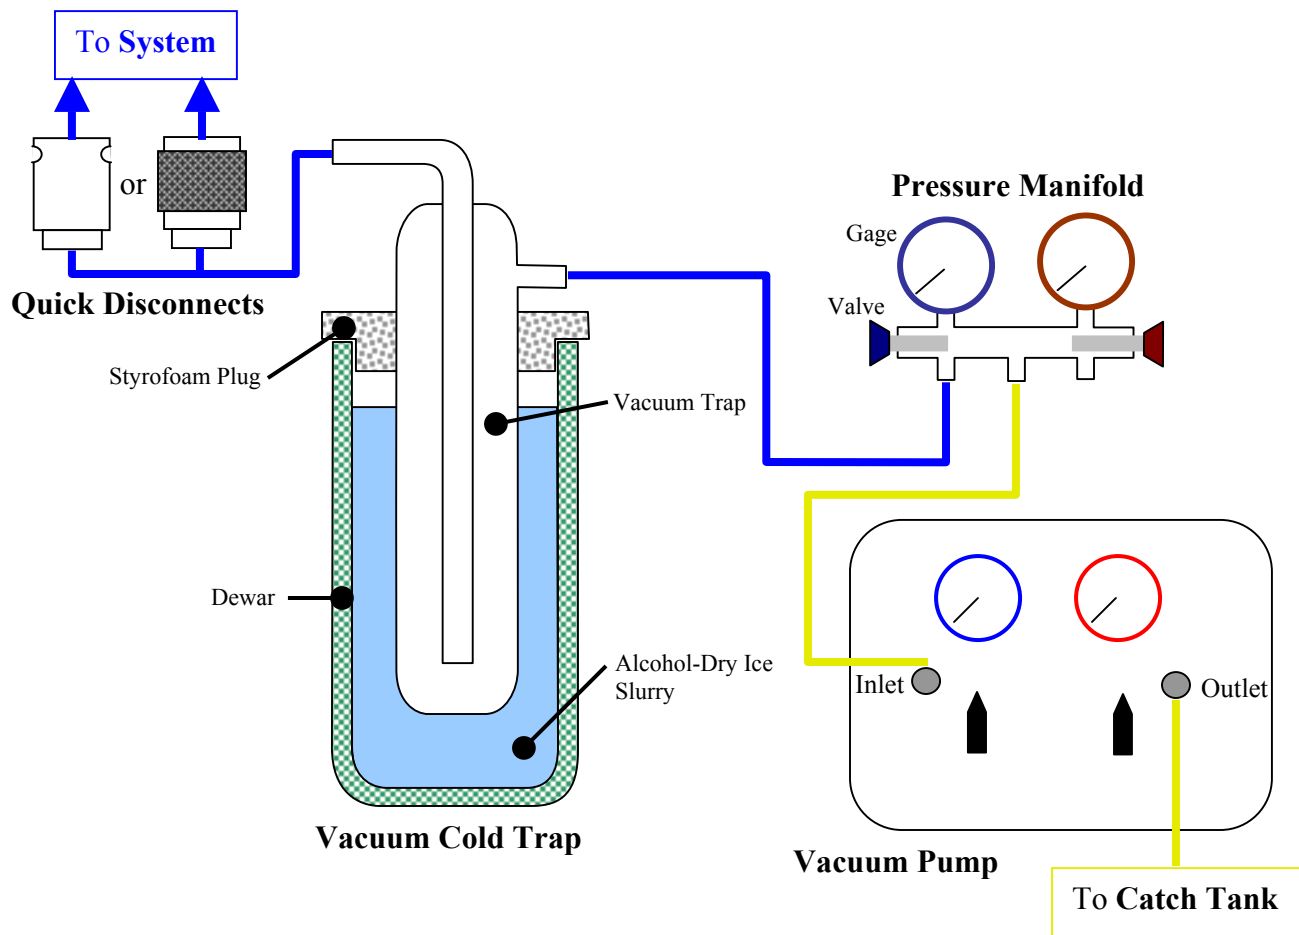 To System
or
Quick Disconnects
Pressure Manifold
Gage
Valve
Styrofoam Plug
Vacuum Trap
Dewar
Alcohol-Dry Ice
Slurry
Inlet
Outlet
Vacuum Cold Trap
Vacuum Pump
To Catch Tank